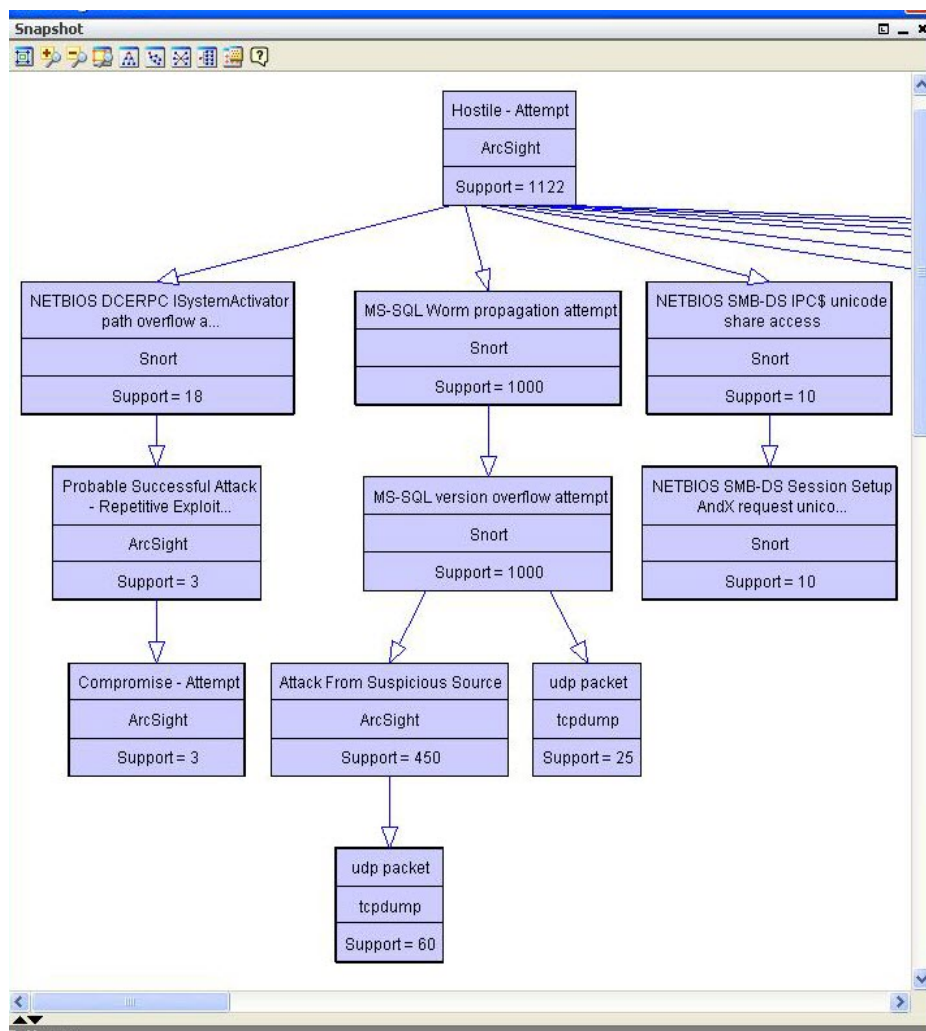 Snapshot
Hostile - Attempt
ArcSight
Support = 1122
NETBIOS DCERPC ISystemActivator
path overflow a...
Snort
Support = 18
MS-SQL Worm propagation attempt
Snort
Support = 1000
NETBIOS SMB-DS IPC$ unicode
share access
Snort
Support = 10
Probable Successful Attack
- Repetitive Exploit...
ArcSight
Support = 3
MS-SQL version overflow attempt
Snort
Support = 1000
NETBIOS SMB-DS Session Setup
AndX request unico...
Snort
Support = 10
Compromise - Attempt
ArcSight
Support = 3
Attack From Suspicious Source
ArcSight
Support = 450
udp packet
tcpdump
Support = 25
udp packet
tcpdump
Support = 60